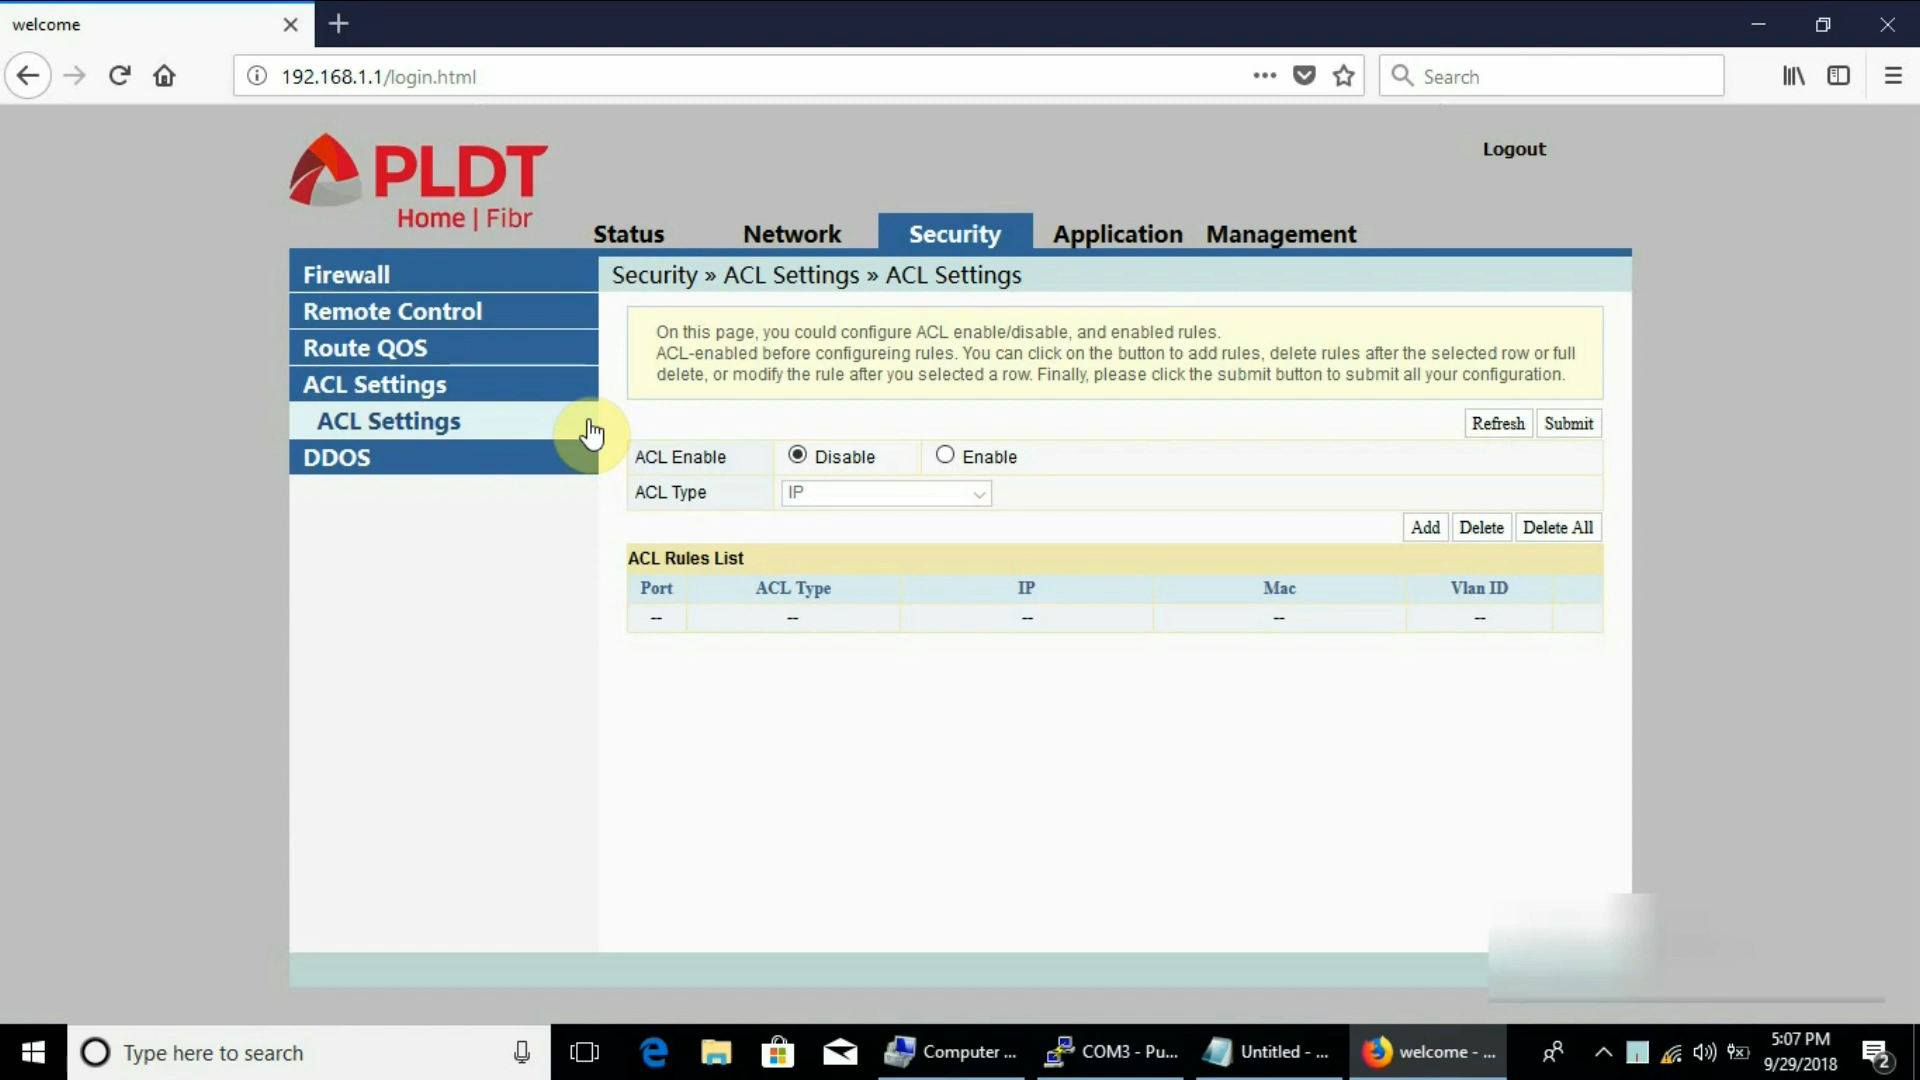 welcome
192.168.1.1/login.html
Search
PLDT
Home | Fibr
Logout
Status Network Security Application Management
Firewall
Remote Control
Route QOS
ACL Settings
ACL Settings
DDOS
Security » ACL Settings » ACL Settings
On this page, you could configure ACL enable/disable, and enabled rules.
ACL-enabled before configureing rules. You can click on the button to add rules, delete rules after the selected row or full
delete, or modify the rule after you selected a row. Finally, please click the submit button to submit all your configuration.
Refresh Submit
ACL Enable Disable Enable
ACL Type IP
Add Delete Delete All
ACL Rules List
Port ACL Type IP Mac Vlan ID
-- -- -- -- --
Type here to search
Computer ...
COM3 - Pu...
Untitled - ...
welcome - ...
5:07 PM
9/29/2018
2